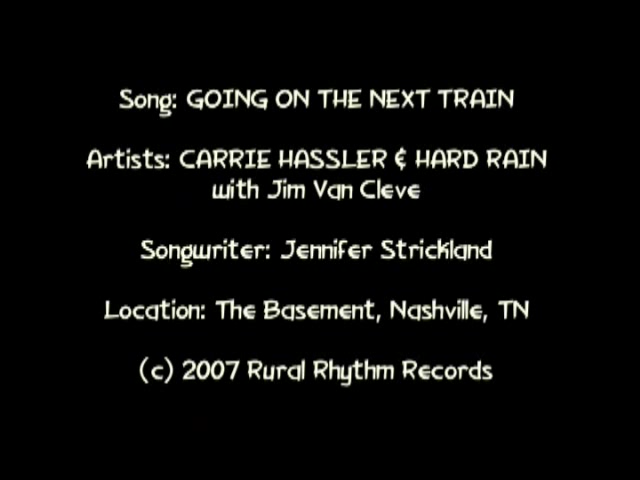 Song: GOING ON THE NEXT TRAIN
Artists: CARRIE HASSLER & HARD RAIN
with Jim Van Cleve
Songwriter: Jennifer Strickland
Location: The Basement, Nashville, TN
(c) 2007 Rural Rhythm Records